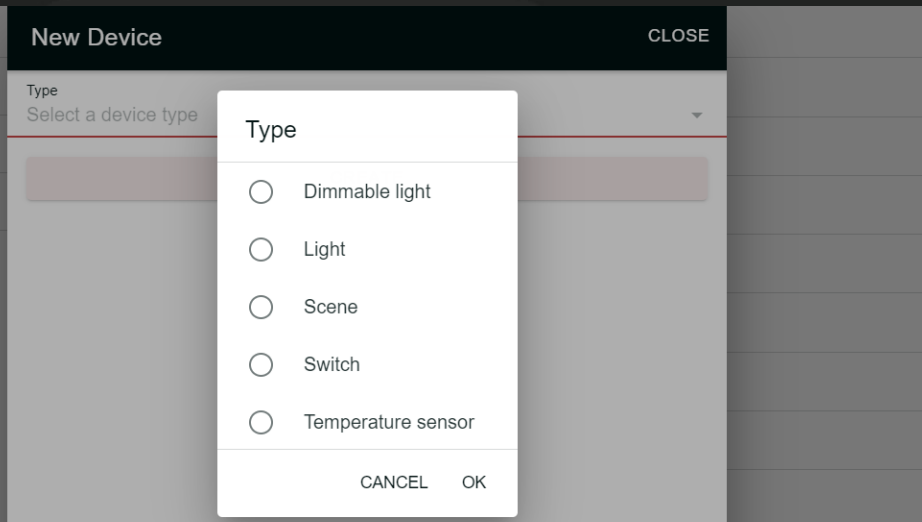 New Device
CLOSE
Type
Select a device type
Type
Dimmable light
Light
Scene
Switch
Temperature sensor
CANCEL OK